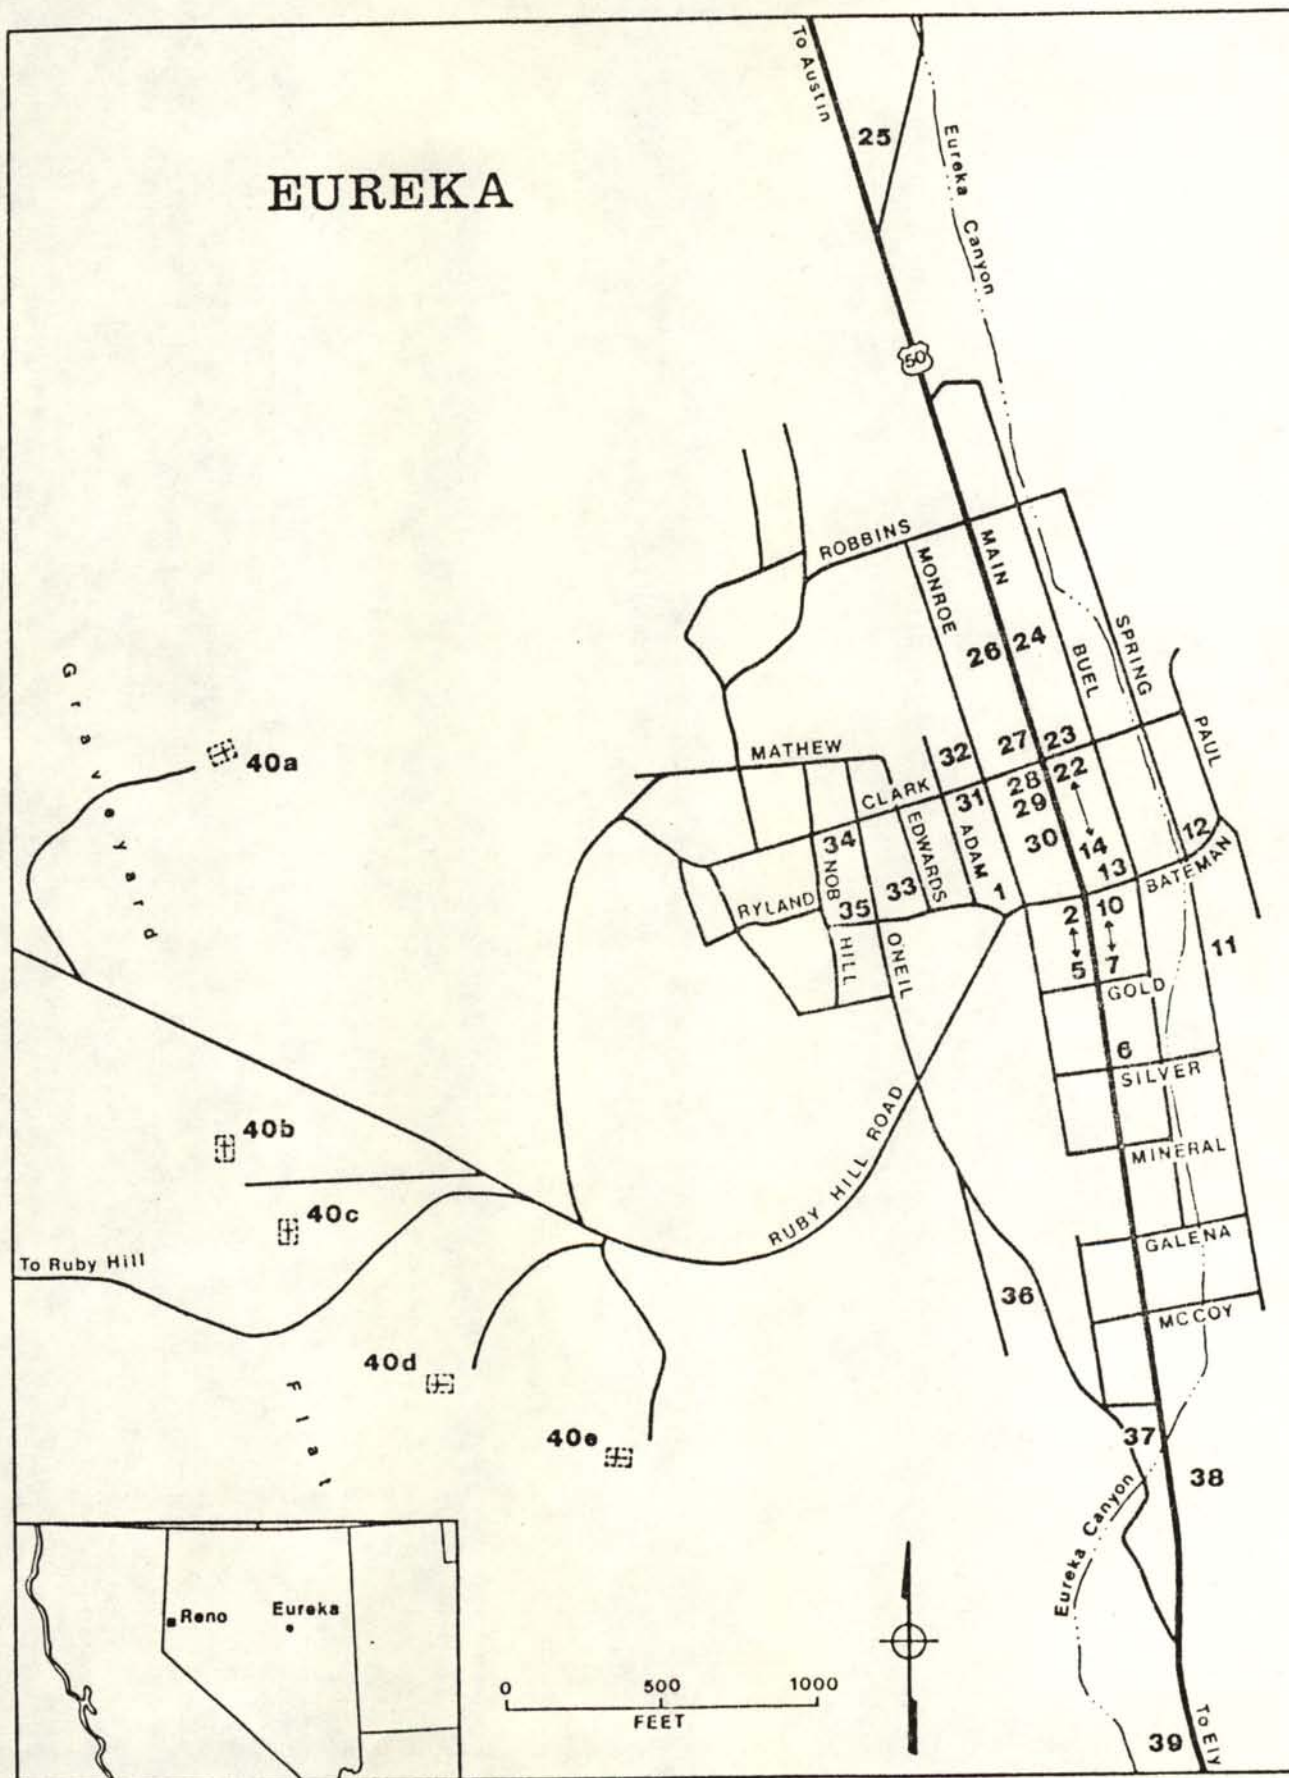 EUREKA
To Austin
25
Eureka Canyon
50
ROBBINS
MONROE
MAIN
26
24
BUEL
SPRING
PAUL
Graveyard
40a
MATHEW
32
27
23
CLARK
31
28
22
29
30
14
12
34
EDWARDS
ADAM
13
BATEMAN
NOB
33
1
RYLAND
35
2
10
HILL
O'NEIL
5
7
11
GOLD
6
SILVER
40b
MINERAL
RUBY HILL ROAD
40c
GALENA
To Ruby Hill
36
MCCOY
40d
Flat
40e
37
38
Eureka Canyon
Reno
Eureka
0 500 1000
FEET
39
To Ely